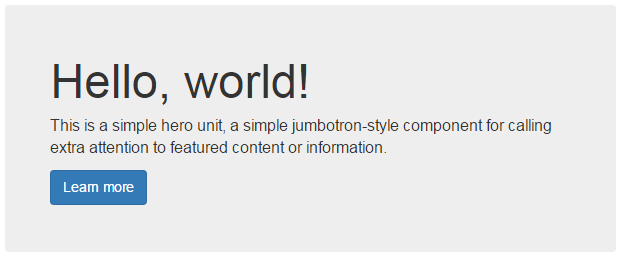 Hello, world!
This is a simple hero unit, a simple jumbotron-style component for calling
extra attention to featured content or information.
Learn more